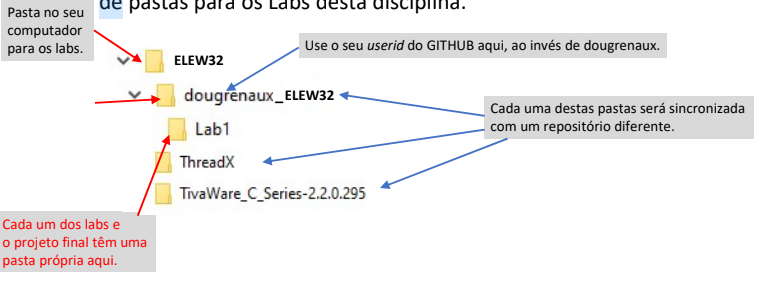 de pastas para os Labs desta disciplina.
Pasta no seu
computador
para os labs.
Use o seu userid do GITHUB aqui, ao invés de dougrenaux.
ELEW32
dougrenaux_ELEW32
Cada uma destas pastas será sincronizada
com um repositório diferente.
Lab1
ThreadX
TivaWare_C_Series-2.2.0.295
Cada um dos labs e
o projeto final têm uma
pasta própria aqui.